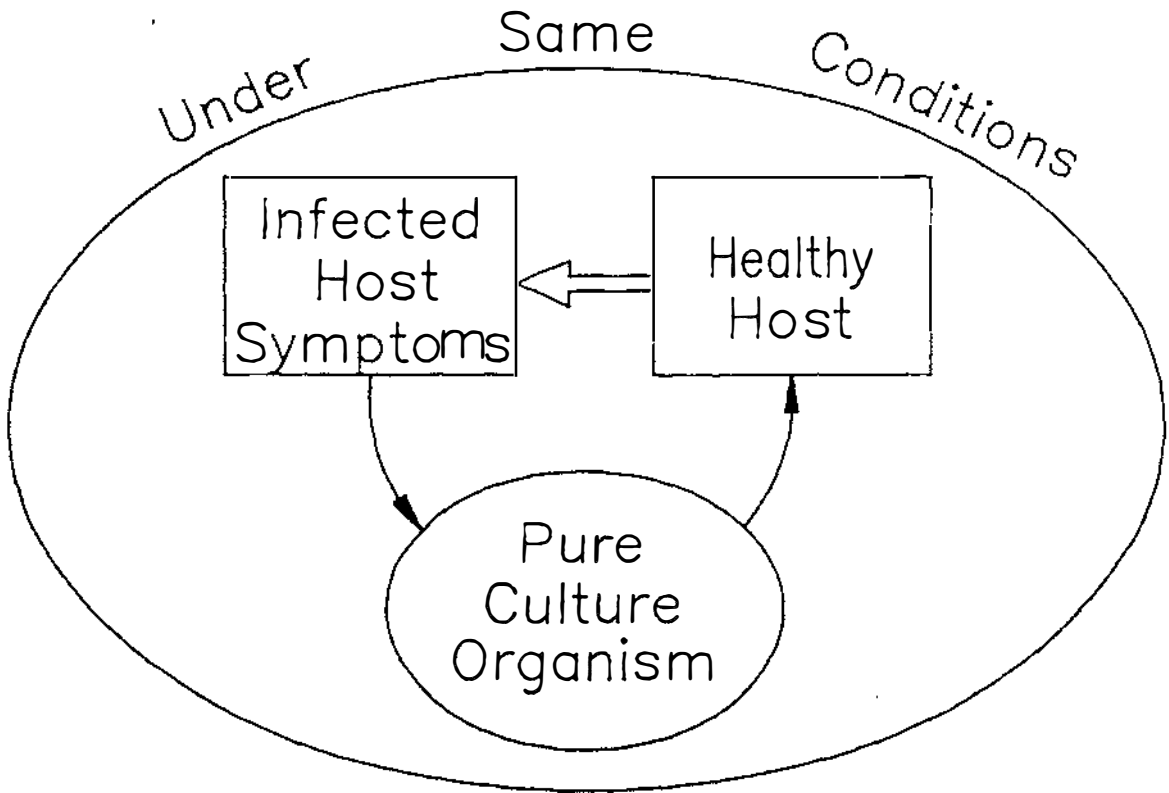 Under Same Conditions
Infected
Host
Symptoms
Healthy
Host
Pure
Culture
Organism